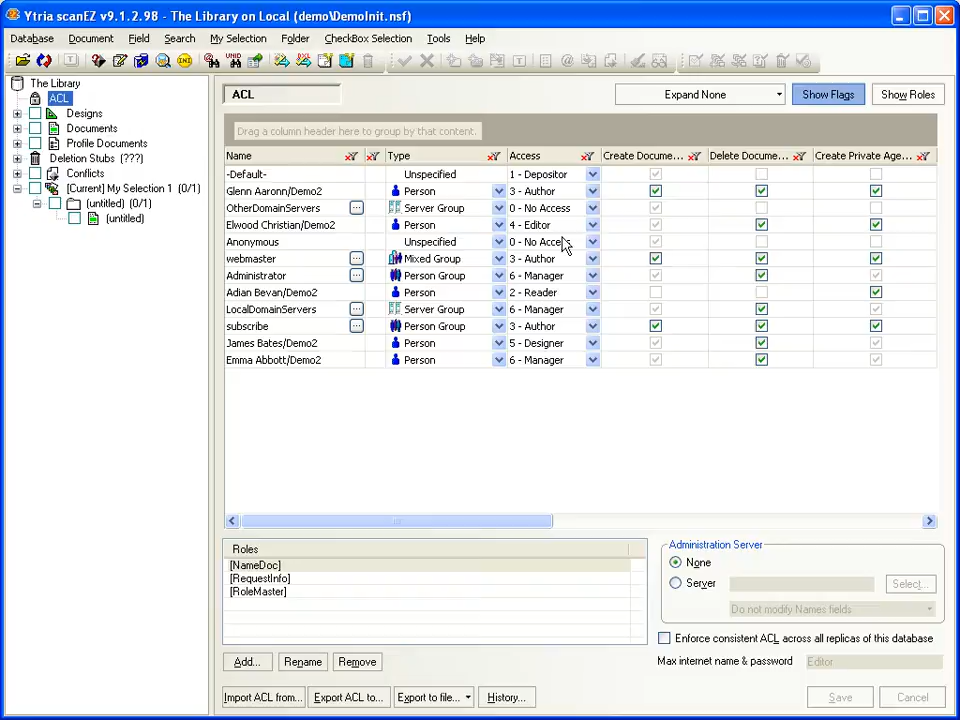 Ytria scanEZ v9.1.2.98 - The Library on Local (demo\DemoInit.nsf)
Database Document Field Search My Selection Folder CheckBox Selection Tools Help
The Library
ACL
Designs
Documents
Profile Documents
Deletion Stubs (???)
Conflicts
[Current] My Selection 1 (0/1)
(untitled) (0/1)
(untitled)
ACL Expand None Show Flags Show Roles
Drag a column header here to group by that content.
Name Type Access Create Docume... Delete Docume... Create Private Age...
-Default- Unspecified 1 - Depositor
Glenn Aaronn/Demo2 Person 3 - Author
OtherDomainServers Server Group 0 - No Access
Elwood Christian/Demo2 Person 4 - Editor
Anonymous Unspecified 0 - No Access
webmaster Mixed Group 3 - Author
Administrator Person Group 6 - Manager
Adian Bevan/Demo2 Person 2 - Reader
LocalDomainServers Server Group 6 - Manager
subscribe Person Group 3 - Author
James Bates/Demo2 Person 5 - Designer
Emma Abbott/Demo2 Person 6 - Manager
Roles
[NameDoc]
[RequestInfo]
[RoleMaster]
Add... Rename Remove
Administration Server
None
Server Select...
Do not modify Names fields
Enforce consistent ACL across all replicas of this database
Max internet name & password Editor
Import ACL from... Export ACL to... Export to file... History... Save Cancel